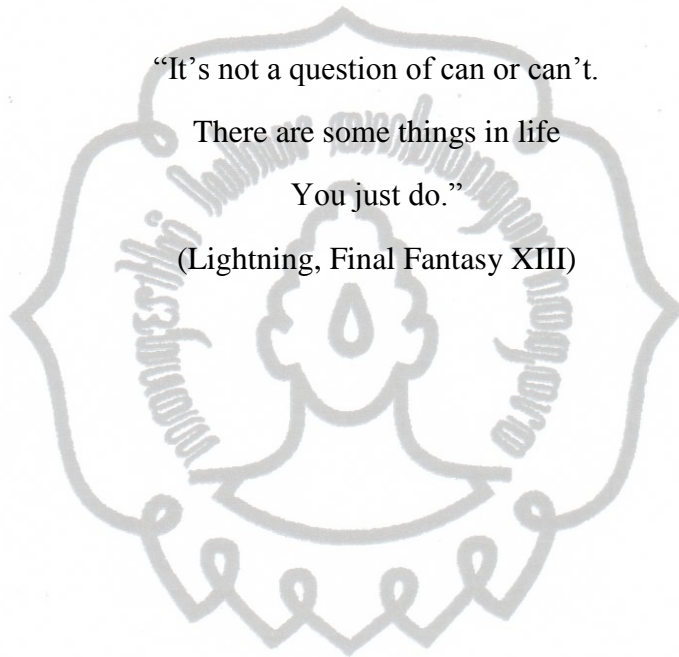 “It’s not a question of can or can’t.
There are some things in life
You just do.”
(Lightning, Final Fantasy XIII)